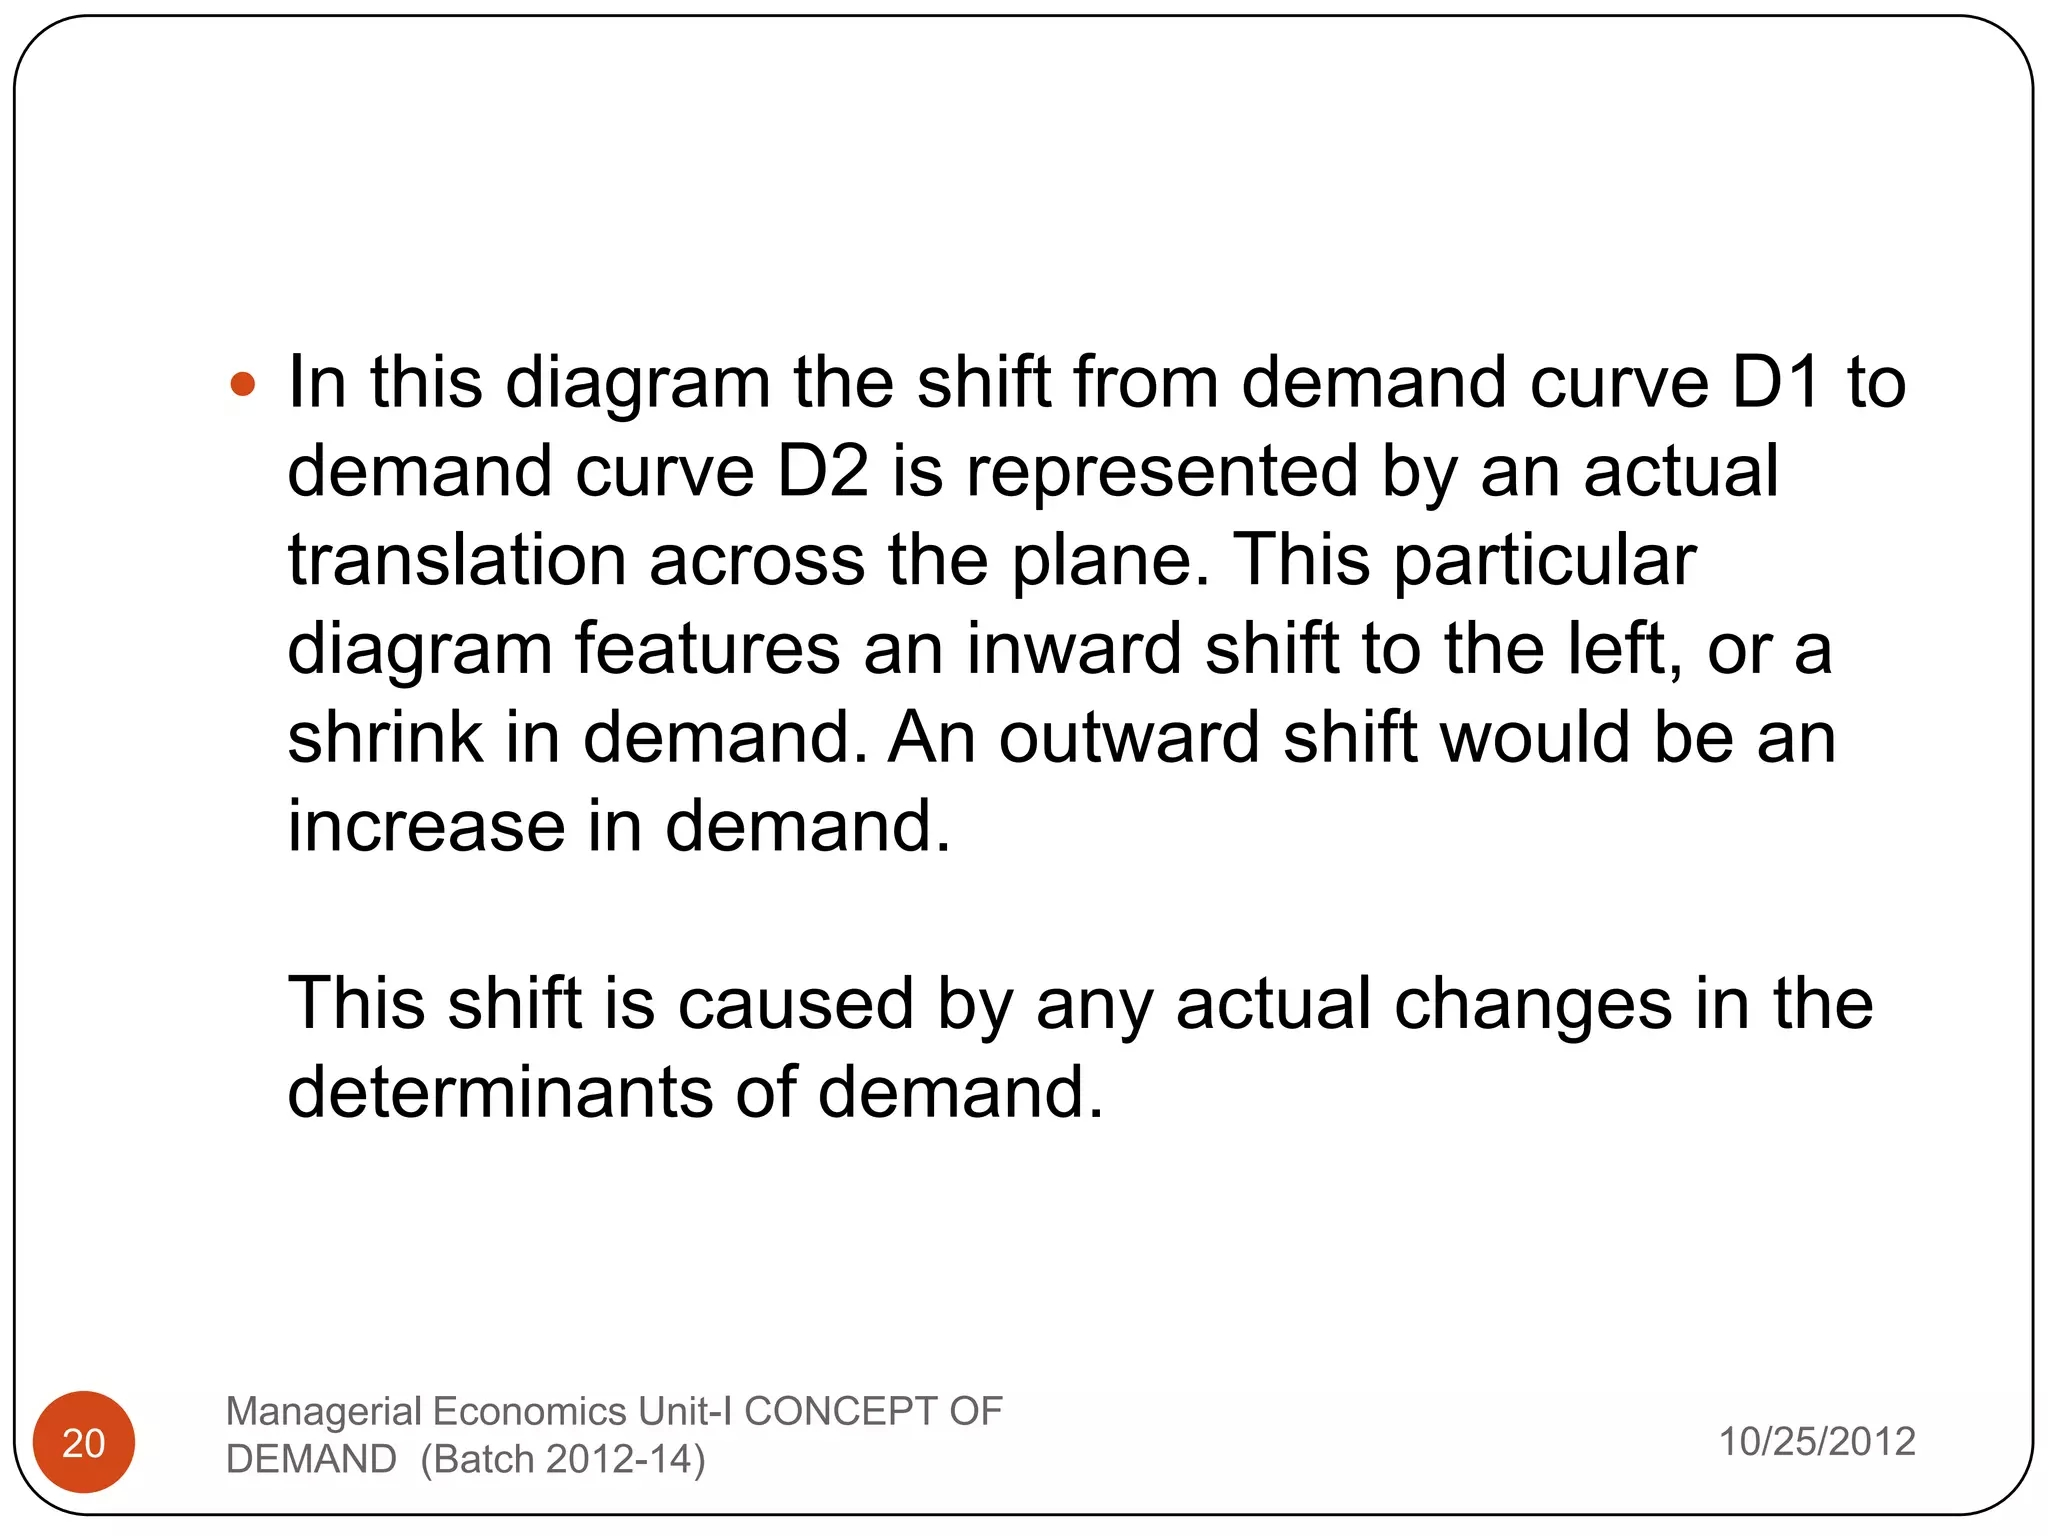 In this diagram the shift from demand curve D1 to
demand curve D2 is represented by an actual
translation across the plane. This particular
diagram features an inward shift to the left, or a
shrink in demand. An outward shift would be an
increase in demand.
This shift is caused by any actual changes in the
determinants of demand.
20
Managerial Economics Unit-I CONCEPT OF
DEMAND (Batch 2012-14)
10/25/2012